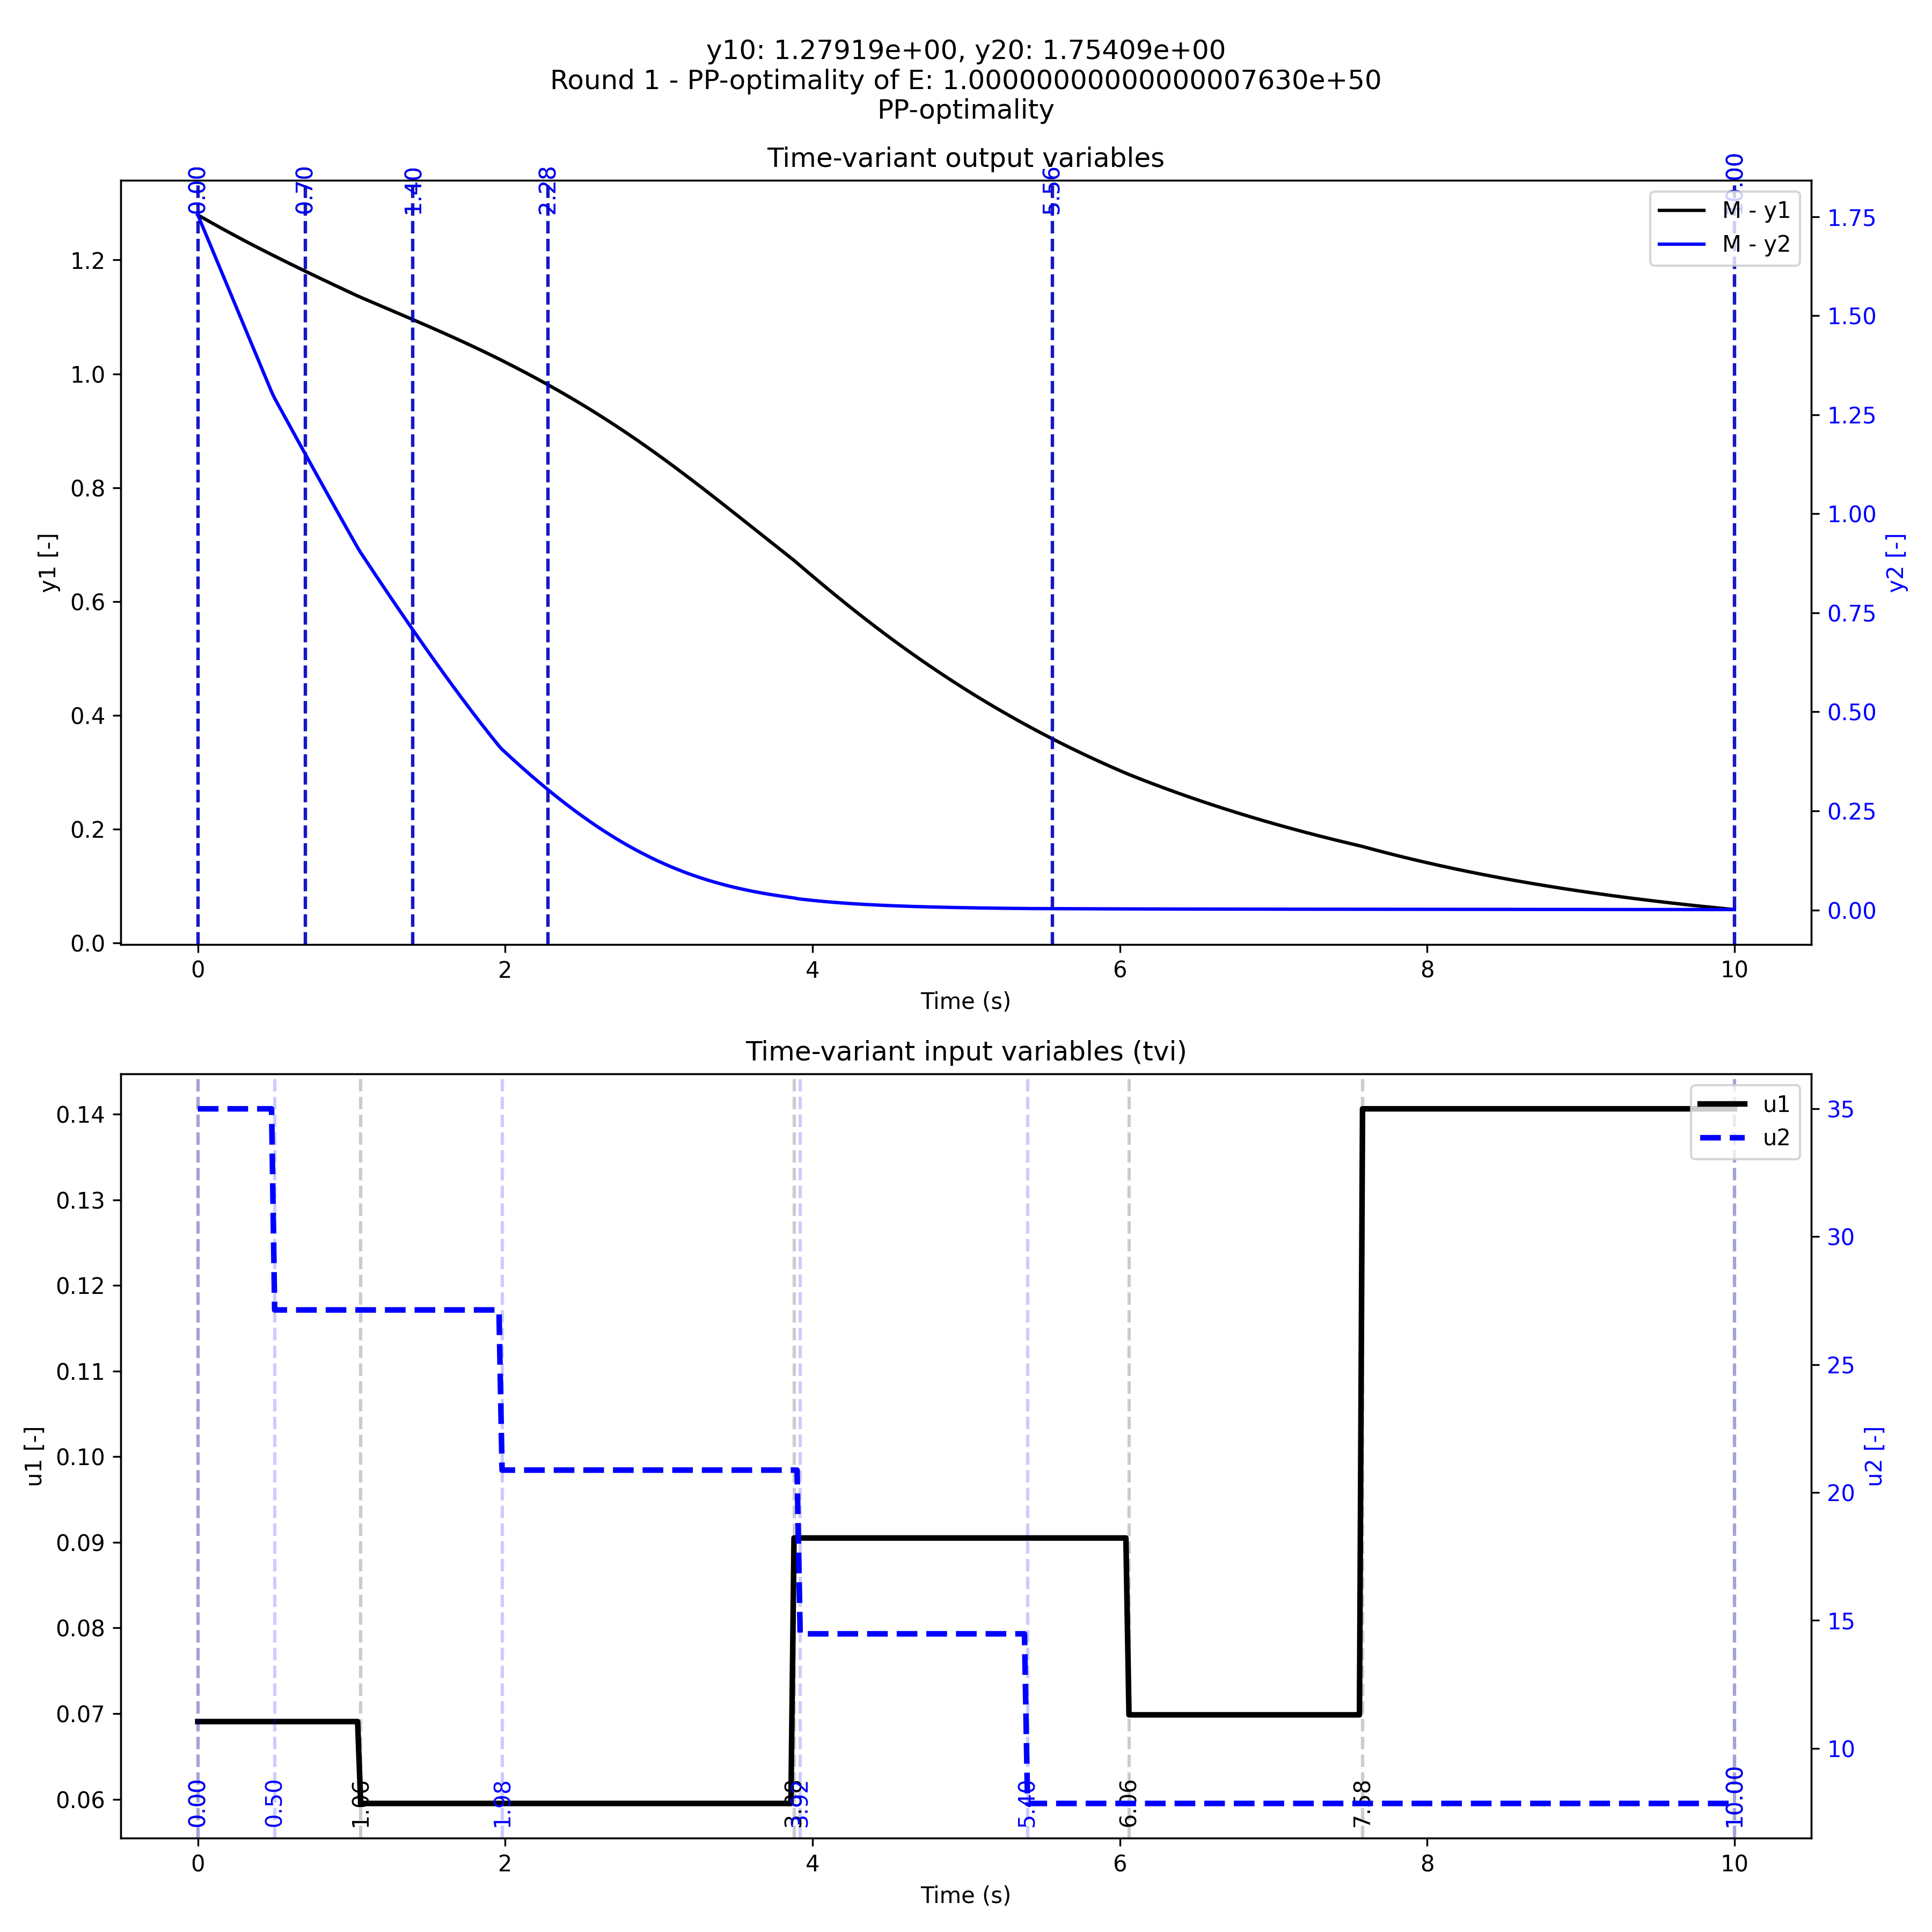 y10: 1.27919e+00, y20: 1.75409e+00
Round 1 - PP-optimality of E: 1.00000000000000007630e+50
PP-optimality
Time-variant output variables
0.00
0.70
1.40
2.28
5.56
M - y1
M - y2
1.2
1.0
0.8
0.6
0.4
0.2
0.0
y1 [-]
1.75
1.50
1.25
1.00
0.75
0.50
0.25
0.00
y2 [-]
0 2 4 6 8 10
Time (s)
Time-variant input variables (tvi)
u1
u2
0.14
0.13
0.12
0.11
0.10
0.09
0.08
0.07
0.06
u1 [-]
35
30
25
20
15
10
u2 [-]
0.00
0.50
1.06
1.98
3.92
5.40
6.06
7.58
10.00
0 2 4 6 8 10
Time (s)